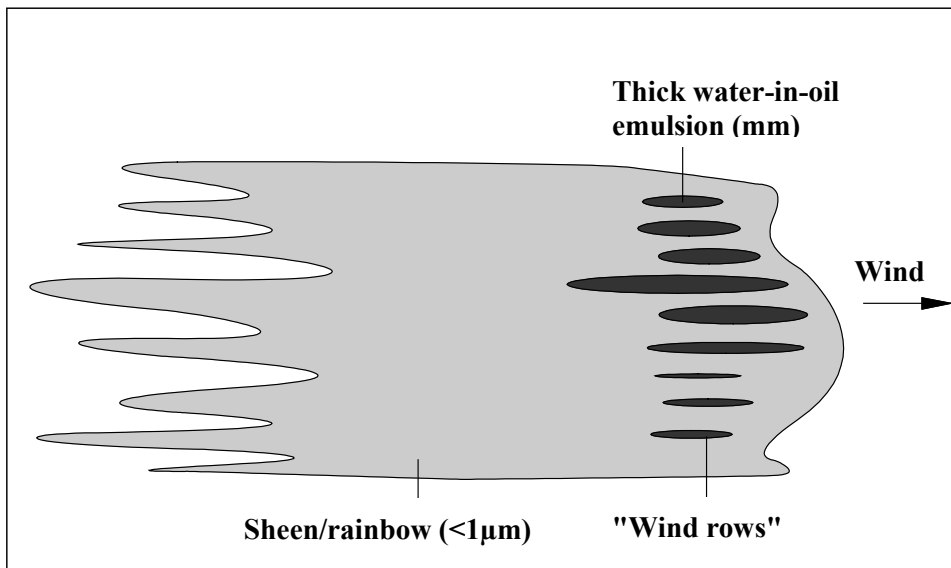 Thick water-in-oil
emulsion (mm)
Wind
Sheen/rainbow (<1µm)
"Wind rows"